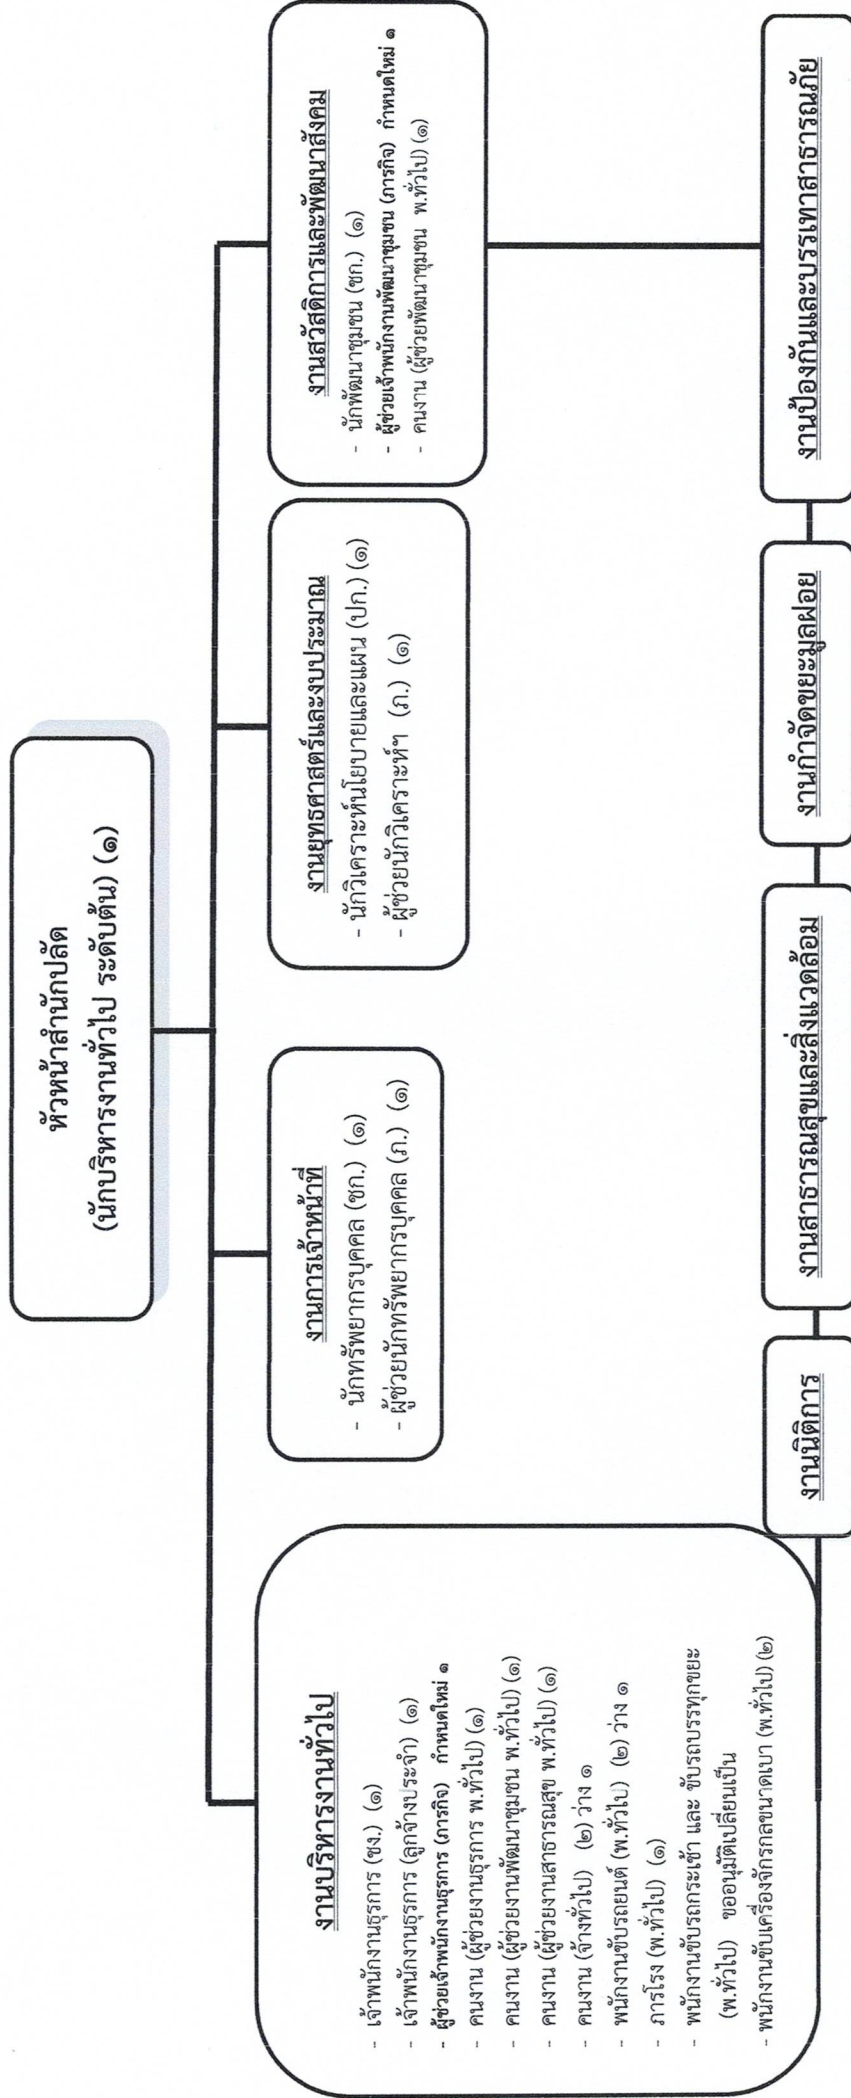 หัวหน้าสำนักปลัด
(นักบริหารงานทั่วไป ระดับต้น) (๑)
งานบริหารงานทั่วไป
- เจ้าพนักงานธุรการ (ชง.) (๑)
- เจ้าพนักงานธุรการ (ลูกจ้างประจำ) (๑)
- ผู้ช่วยเจ้าพนักงานธุรการ (ภารกิจ) กำหนดใหม่ ๑
- คนงาน (ผู้ช่วยงานธุรการ พ.ทั่วไป) (๑)
- คนงาน (ผู้ช่วยงานพัฒนาชุมชน พ.ทั่วไป) (๑)
- คนงาน (ผู้ช่วยงานสาธารณสุข พ.ทั่วไป) (๑)
- คนงาน (จ้างทั่วไป) (๒) ว่าง ๑
- พนักงานขับรถยนต์ (พ.ทั่วไป) (๒) ว่าง ๑
- ภารโรง (พ.ทั่วไป) (๑)
- พนักงานขับรถกระเช้า และ ขับรถบรรทุกขยะ
(พ.ทั่วไป) ขออนุมัติเปลี่ยนเป็น
- พนักงานขับเครื่องจักรกลขนาดเบา (พ.ทั่วไป) (๒)
งานการเจ้าหน้าที่
- นักทรัพยากรบุคคล (ชก.) (๑)
- ผู้ช่วยนักทรัพยากรบุคคล (ภ.) (๑)
งานยุทธศาสตร์และงบประมาณ
- นักวิเคราะห์นโยบายและแผน (ปก.) (๑)
- ผู้ช่วยนักวิเคราะห์ฯ (ภ.) (๑)
งานสวัสดิการและพัฒนาสังคม
- นักพัฒนาชุมชน (ชก.) (๑)
- ผู้ช่วยเจ้าพนักงานพัฒนาชุมชน (ภารกิจ) กำหนดใหม่ ๑
- คนงาน (ผู้ช่วยพัฒนาชุมชน พ.ทั่วไป) (๑)
งานนิติการ
งานสาธารณสุขและสิ่งแวดล้อม
งานกำจัดขยะมูลฝอย
งานป้องกันและบรรเทาสาธารณภัย